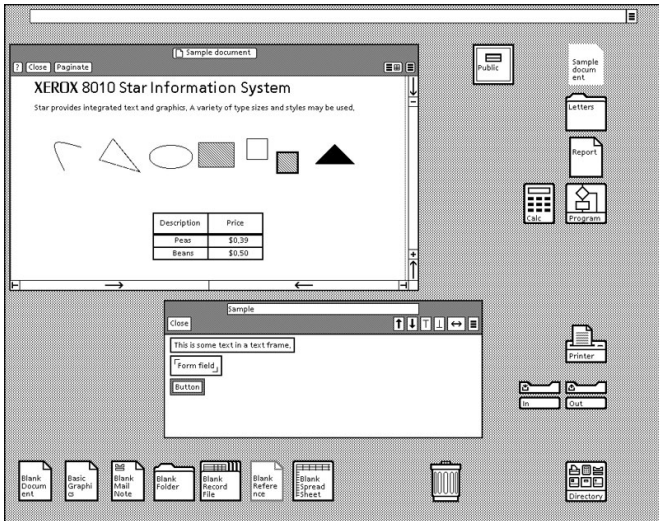 Sample document
? Close Paginate
XEROX 8010 Star Information System
Star provides integrated text and graphics. A variety of type sizes and styles may be used.
Description Price
Peas $0.39
Beans $0.50
Public
Sample
docum
ent
Letters
Report
Calc
Program
Sample
Close
This is some text in a text frame.
Form field
Button
Printer
In
Out
Blank
Docum
ent
Basic
Graphi
cs
Blank
Mail
Note
Blank
Folder
Blank
Record
File
Blank
Refere
nce
Blank
Spread
Sheet
Directory